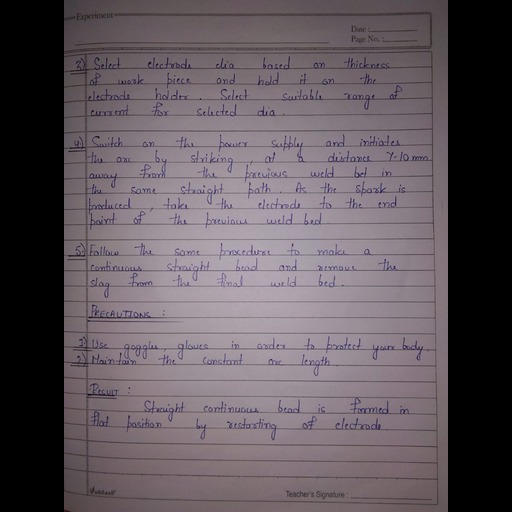 Experiment
Date :
Page No. :
3) Select electrode dia based on thickness
of work piece and hold it on the
electrode holder. Select suitable range of
current for selected dia.
4) Switch on the power supply and initiates
the arc by striking at a distance 7-10 mm
away from the previous weld bet in
the same straight path. As the spark is
produced, take the electrode to the end
point of the previous weld bed
5) Follow the same procedure to make a
continuous straight bead and remove the
slag from the final weld bed.
PRECAUTIONS :
1) Use goggles, gloves in order to protect your body.
2) Maintain the constant arc length.
RESULT :
Straight continuous bead is formed in
flat position by restarting of electrode
Teacher's Signature :